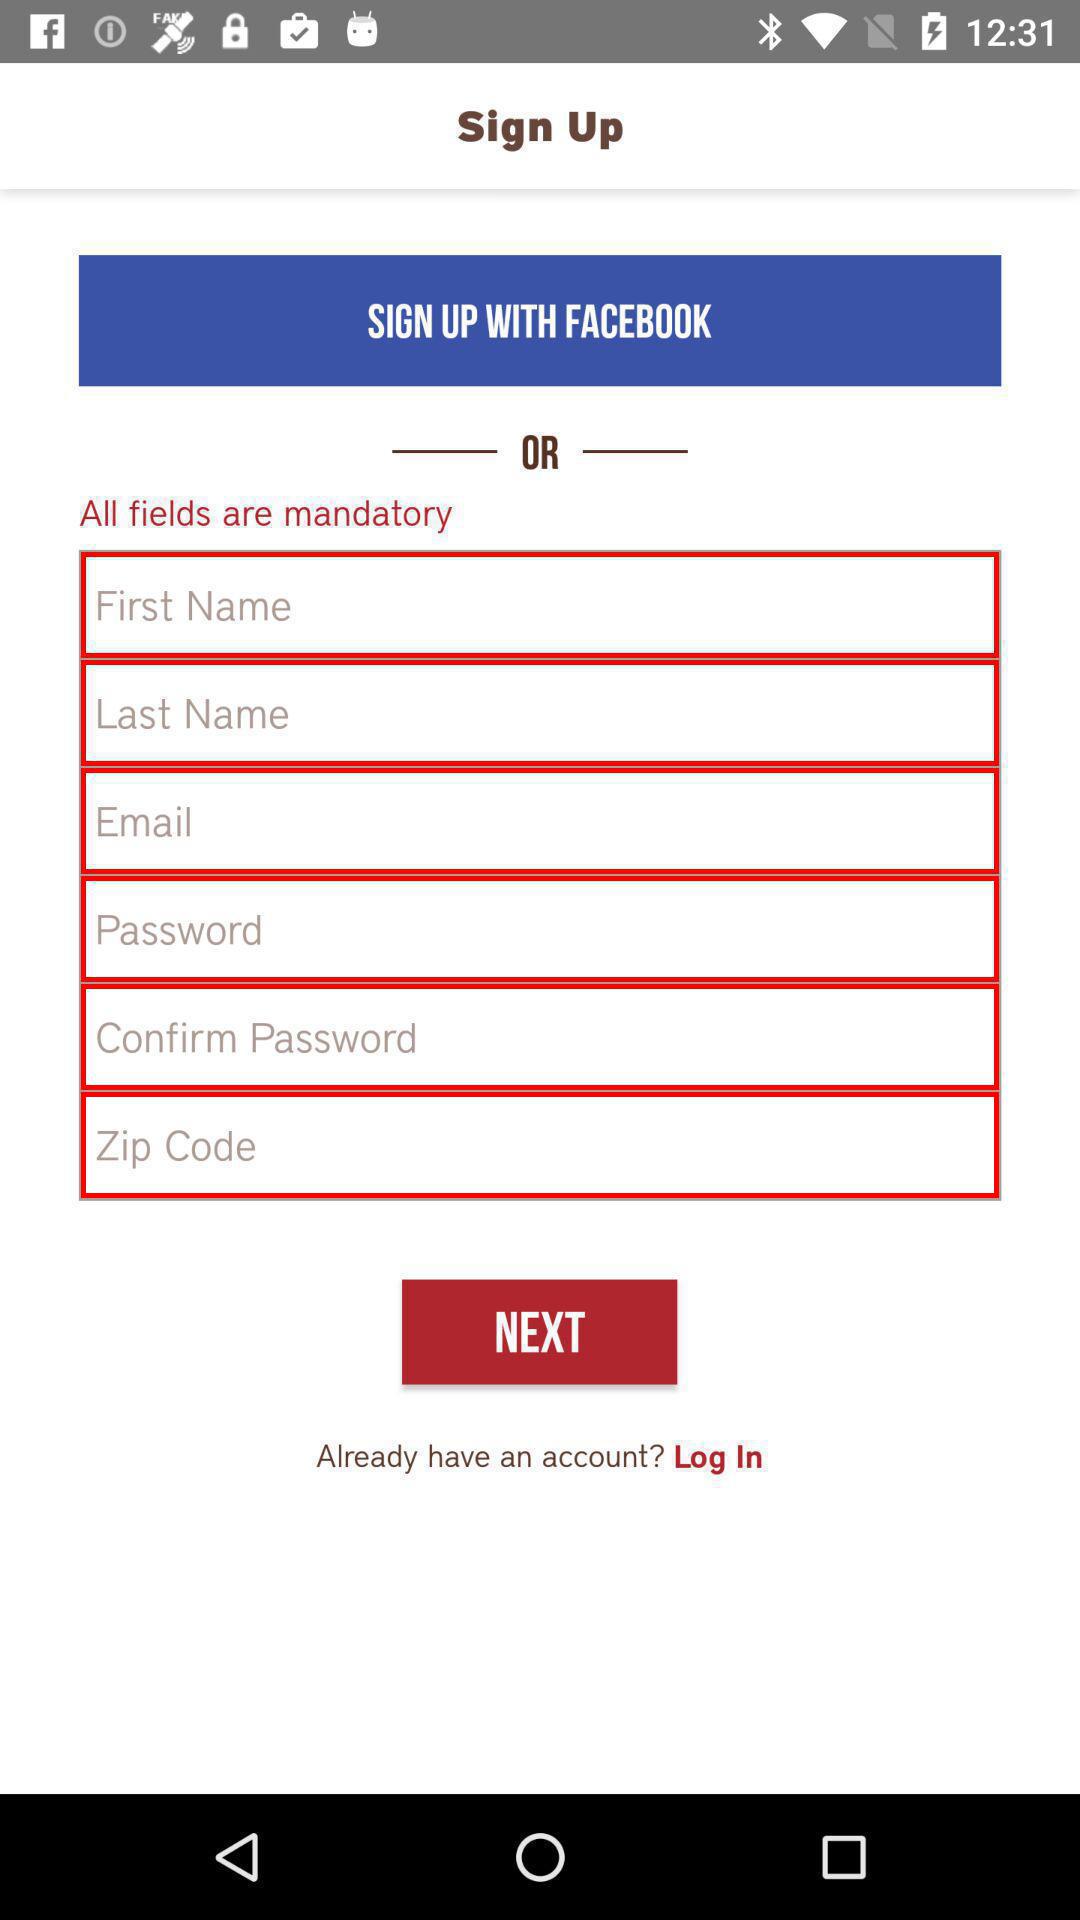 FAKE
12:31
Sign Up
SIGN UP WITH FACEBOOK
OR
All fields are mandatory
First Name
Last Name
Email
Password
Confirm Password
Zip Code
NEXT
Already have an account? Log In